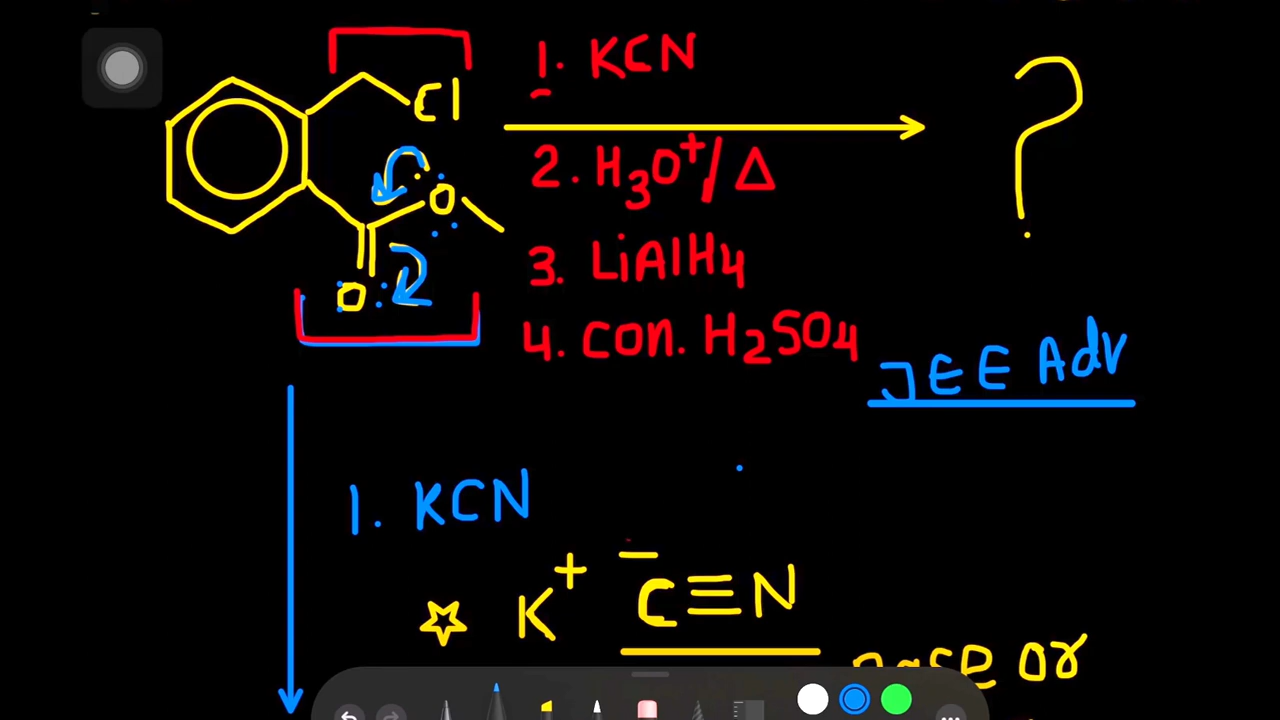 1. KCN
Cl
2. H3O+/Δ
O
3. LiAlH4
O
4. con. H2SO4
JEE Adv
?
1. KCN
☆ K+ −C≡N
or